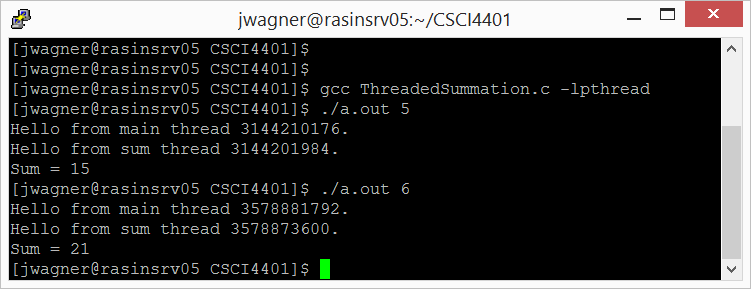 jwagner@rasinsrv05:~/CSCI4401
[jwagner@rasinsrv05 CSCI4401]$
[jwagner@rasinsrv05 CSCI4401]$
[jwagner@rasinsrv05 CSCI4401]$ gcc ThreadedSummation.c -lpthread
[jwagner@rasinsrv05 CSCI4401]$ ./a.out 5
Hello from main thread 3144210176.
Hello from sum thread 3144201984.
Sum = 15
[jwagner@rasinsrv05 CSCI4401]$ ./a.out 6
Hello from main thread 3578881792.
Hello from sum thread 3578873600.
Sum = 21
[jwagner@rasinsrv05 CSCI4401]$